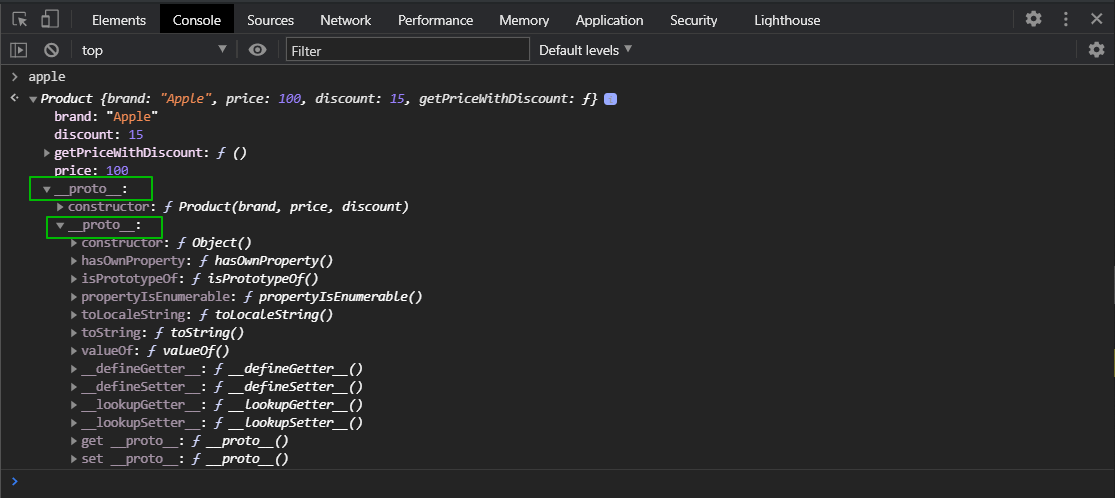 Elements Console Sources Network Performance Memory Application Security Lighthouse
top Filter Default levels
apple
Product {brand: "Apple", price: 100, discount: 15, getPriceWithDiscount: ƒ}
brand: "Apple"
discount: 15
getPriceWithDiscount: ƒ ()
price: 100
__proto__:
constructor: ƒ Product(brand, price, discount)
__proto__:
constructor: ƒ Object()
hasOwnProperty: ƒ hasOwnProperty()
isPrototypeOf: ƒ isPrototypeOf()
propertyIsEnumerable: ƒ propertyIsEnumerable()
toLocaleString: ƒ toLocaleString()
toString: ƒ toString()
valueOf: ƒ valueOf()
__defineGetter__: ƒ __defineGetter__()
__defineSetter__: ƒ __defineSetter__()
__lookupGetter__: ƒ __lookupGetter__()
__lookupSetter__: ƒ __lookupSetter__()
get __proto__: ƒ __proto__()
set __proto__: ƒ __proto__()